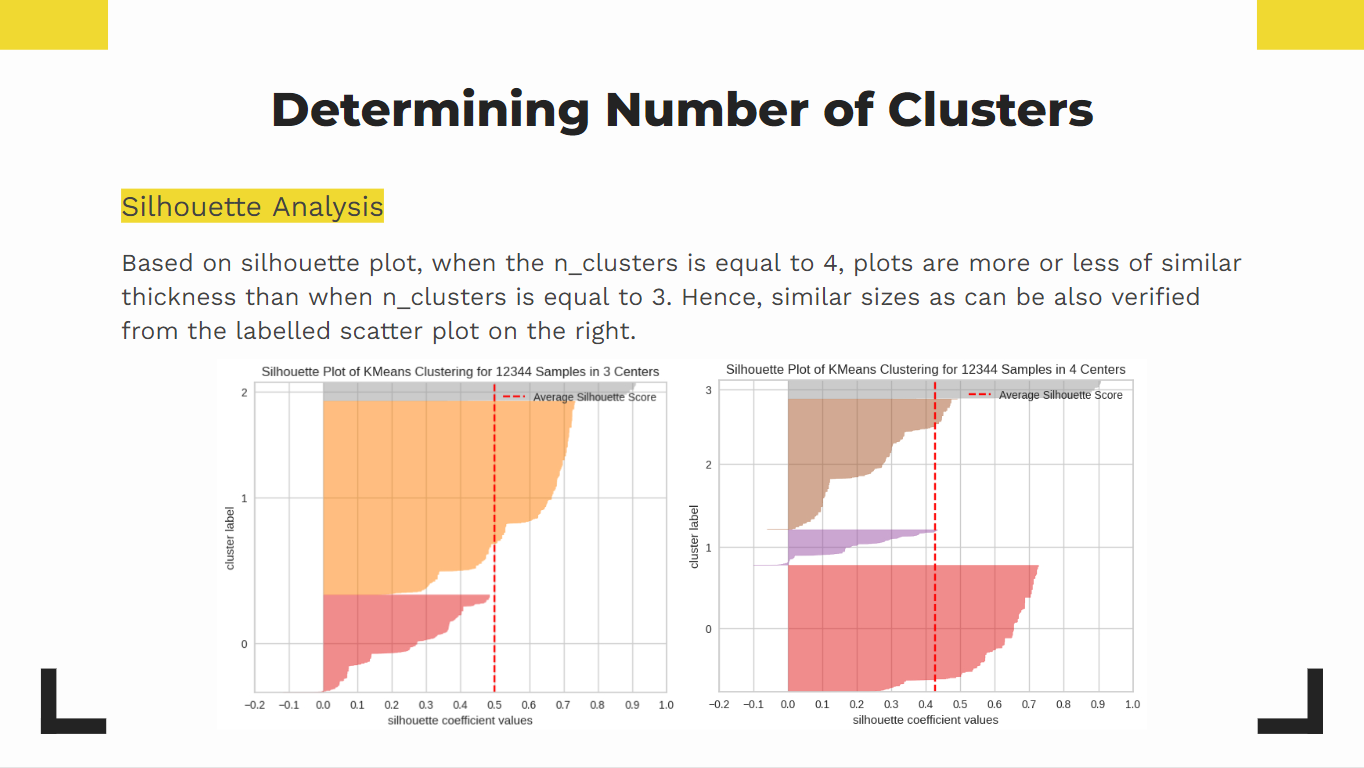 Determining Number of Clusters
Silhouette Analysis
Based on silhouette plot, when the n_clusters is equal to 4, plots are more or less of similar
thickness than when n_clusters is equal to 3. Hence, similar sizes as can be also verified
from the labelled scatter plot on the right.
Silhouette Plot of KMeans Clustering for 12344 Samples in 3 Centers
Average Silhouette Score
2
1
0
cluster label
−0.2 −0.1 0.0 0.1 0.2 0.3 0.4 0.5 0.6 0.7 0.8 0.9 1.0
silhouette coefficient values
Silhouette Plot of KMeans Clustering for 12344 Samples in 4 Centers
Average Silhouette Score
3
2
1
0
cluster label
−0.2 −0.1 0.0 0.1 0.2 0.3 0.4 0.5 0.6 0.7 0.8 0.9 1.0
silhouette coefficient values